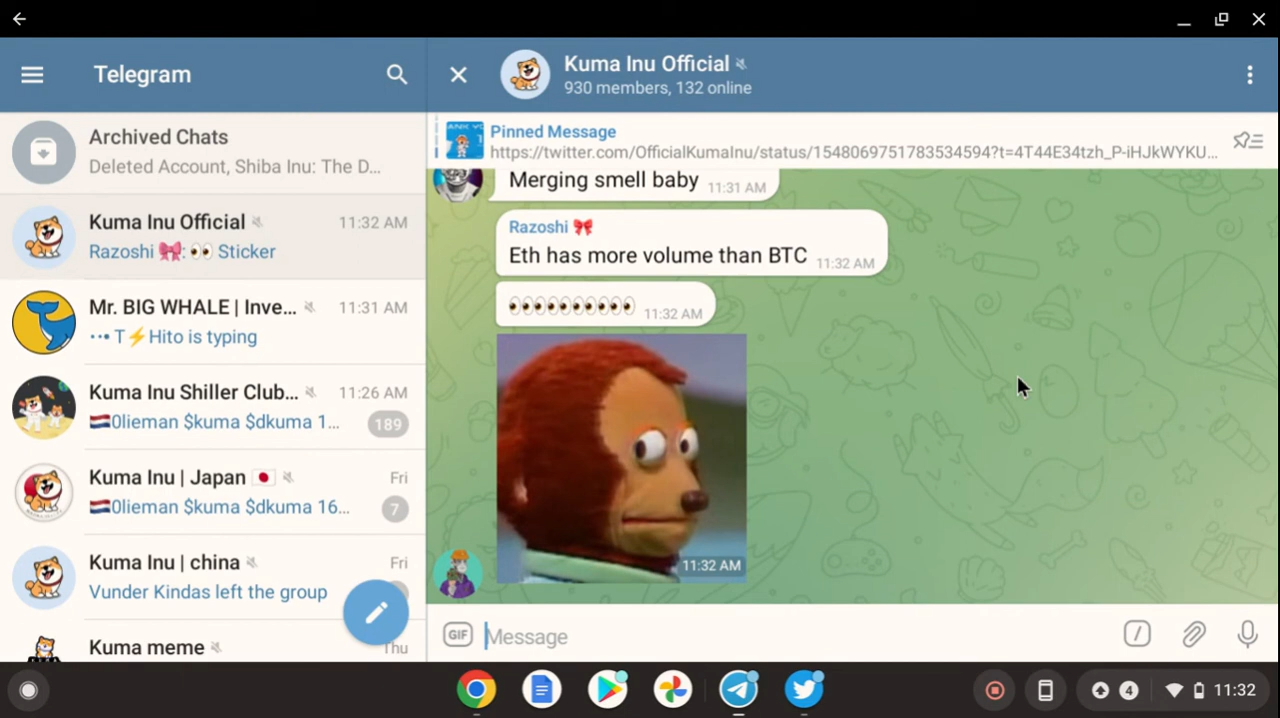 Telegram
Archived Chats
Deleted Account, Shiba Inu: The D...
Kuma Inu Official 11:32 AM
Razoshi 🎀: 👀 Sticker
Mr. BIG WHALE | Inve... 11:31 AM
T⚡Hito is typing
Kuma Inu Shiller Club... 11:26 AM
🇳🇱0lieman $kuma $dkuma 1... 189
Kuma Inu | Japan 🇯🇵 Fri
🇳🇱0lieman $kuma $dkuma 16... 7
Kuma Inu | china Fri
Vunder Kindas left the group
Kuma meme Thu
Kuma Inu Official
930 members, 132 online
Pinned Message
https://twitter.com/OfficialKumaInu/status/1548069751783534594?t=4T44E34tzh_P-iHJkWYKU...
Merging smell baby 11:31 AM
Razoshi 🎀
Eth has more volume than BTC 11:32 AM
👀👀👀👀👀 11:32 AM
11:32 AM
GIF Message
4 11:32